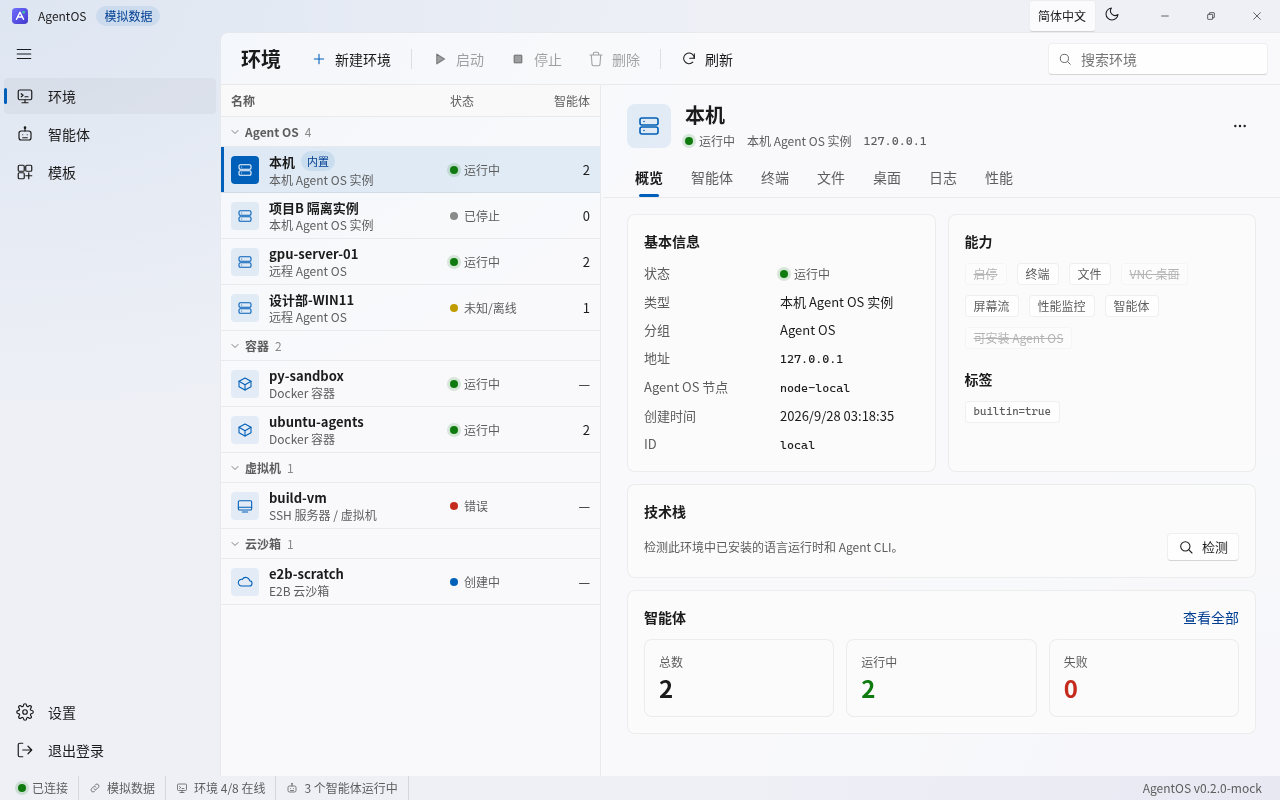 AgentOS 模拟数据 简体中文
环境
智能体
模板
设置
退出登录
环境 新建环境 启动 停止 删除 刷新 搜索环境
名称 状态 智能体
Agent OS 4
本机 内置
本机 Agent OS 实例 运行中 2
项目B 隔离实例
本机 Agent OS 实例 已停止 0
gpu-server-01
远程 Agent OS 运行中 2
设计部-WIN11
远程 Agent OS 未知/离线 1
容器 2
py-sandbox
Docker 容器 运行中 —
ubuntu-agents
Docker 容器 运行中 2
虚拟机 1
build-vm
SSH 服务器 / 虚拟机 错误 —
云沙箱 1
e2b-scratch
E2B 云沙箱 创建中 —
本机
运行中 本机 Agent OS 实例 127.0.0.1
概览 智能体 终端 文件 桌面 日志 性能
基本信息
状态 运行中
类型 本机 Agent OS 实例
分组 Agent OS
地址 127.0.0.1
Agent OS 节点 node-local
创建时间 2026/9/28 03:18:35
ID local
能力
启停 终端 文件 VNC 桌面
屏幕流 性能监控 智能体
可安装 Agent OS
标签
builtin=true
技术栈
检测此环境中已安装的语言运行时和 Agent CLI。 检测
智能体 查看全部
总数 运行中 失败
2 2 0
已连接 模拟数据 环境 4/8 在线 3 个智能体运行中 AgentOS v0.2.0-mock